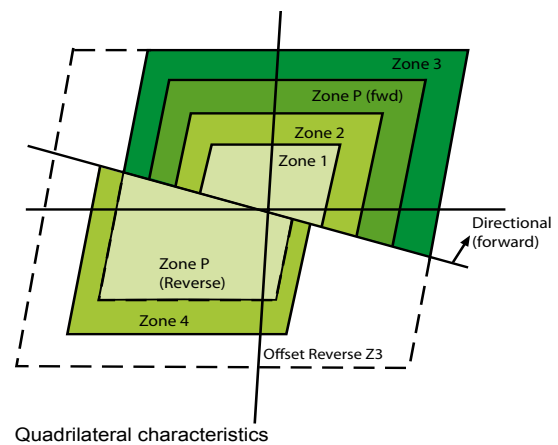 Zone 3
Zone P (fwd)
Zone 2
Zone 1
Directional
(forward)
Zone P
(Reverse)
Zone 4
Offset Reverse Z3
Quadrilateral characteristics